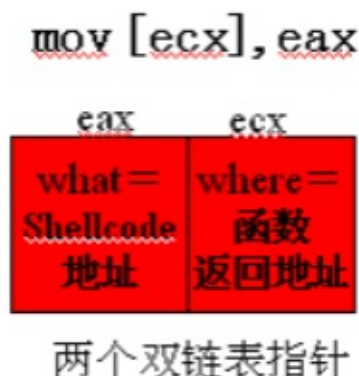 mov [ecx],eax
eax ecx
what＝ where＝
Shellcode 函数
地址 返回地址
两个双链表指针